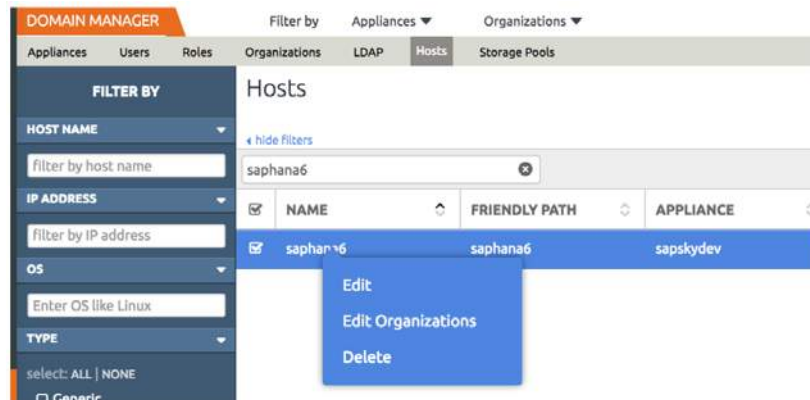 DOMAIN MANAGER
Filter by Appliances Organizations
Appliances Users Roles Organizations LDAP Hosts Storage Pools
FILTER BY
Hosts
HOST NAME
hide filters
filter by host name
saphana6
IP ADDRESS
NAME FRIENDLY PATH APPLIANCE
filter by IP address
saphana6 saphana6 sapskydev
OS
Edit
Enter OS like Linux
Edit Organizations
TYPE
Delete
select: ALL | NONE
Generic